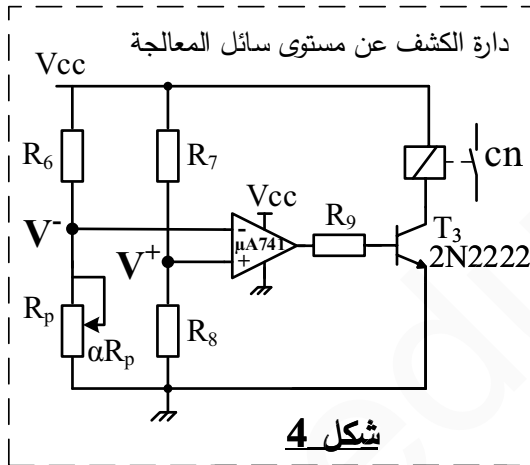 دارة الكشف عن مستوى سائل المعالجة
Vcc
R6
R7
Vcc
cn
V-
-
μA741
R9
T3
V+
+
2N2222
Rp
αRp
R8
شكل 4